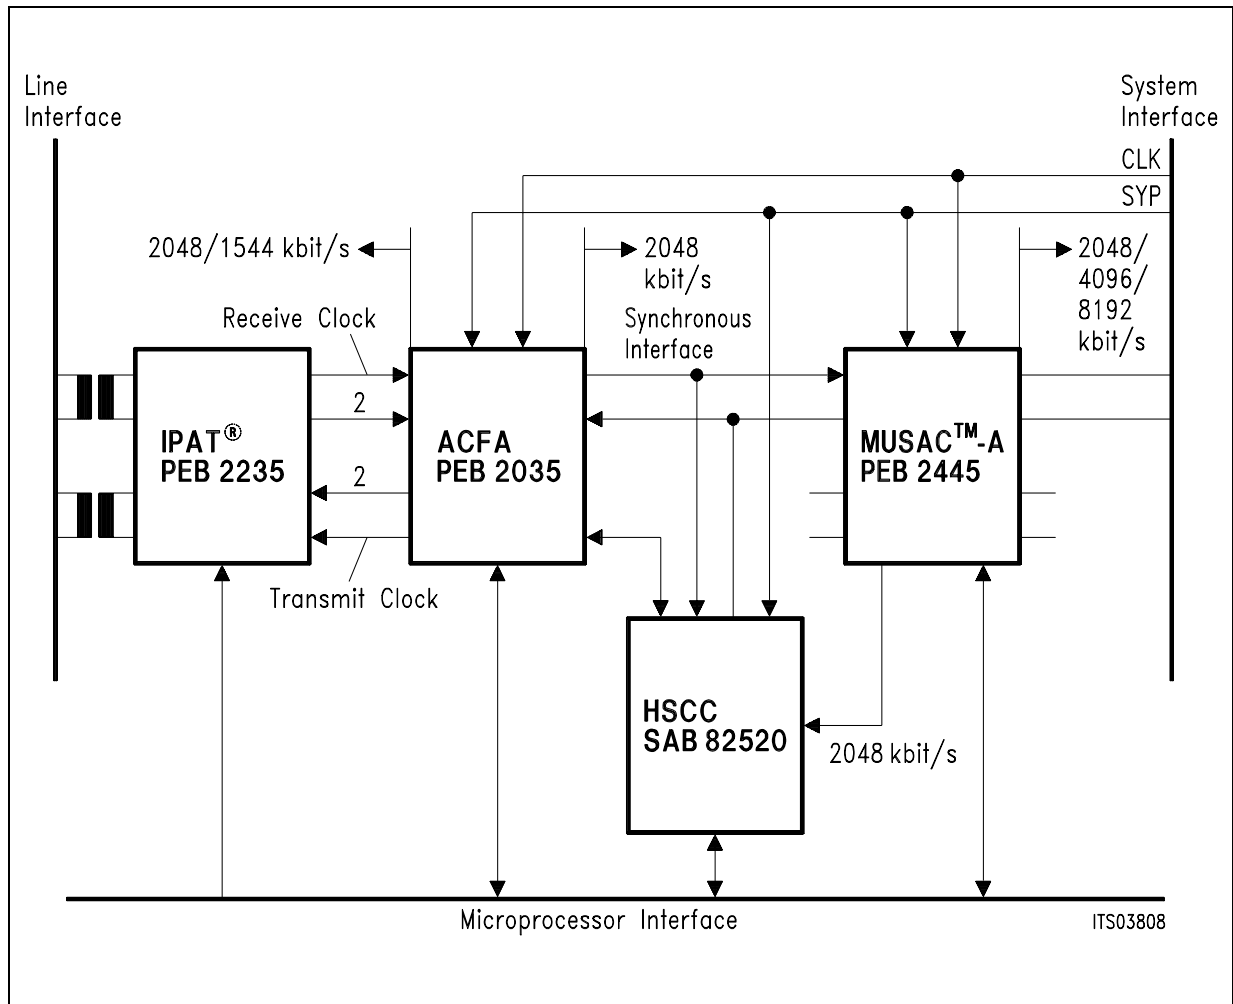 Line
Interface
System
Interface
CLK
SYP
2048/1544 kbit/s
2048
kbit/s
2048/
4096/
8192
kbit/s
Receive Clock
Synchronous
Interface
2
IPAT®
PEB 2235
ACFA
PEB 2035
MUSAC™-A
PEB 2445
2
Transmit Clock
HSCC
SAB 82520
2048 kbit/s
Microprocessor Interface
ITS03808